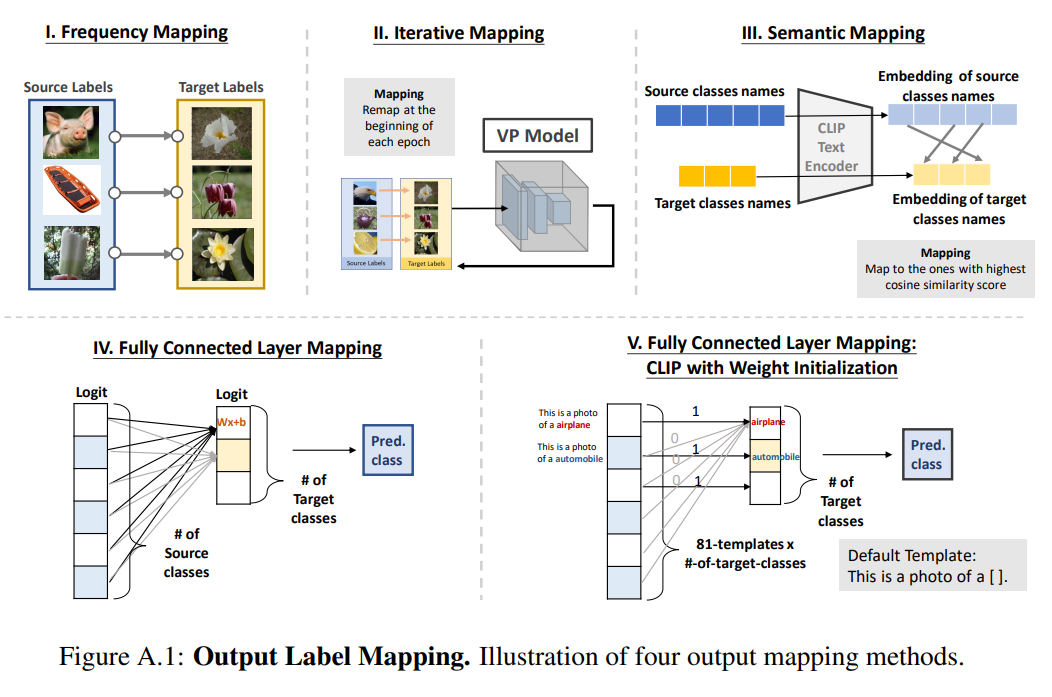 I. Frequency Mapping
Source Labels
Target Labels
II. Iterative Mapping
Mapping
Remap at the
beginning of
each epoch
VP Model
Source Labels
Target Labels
III. Semantic Mapping
Source classes names
Target classes names
CLIP
Text
Encoder
Embedding of source
classes names
Embedding of target
classes names
Mapping
Map to the ones with highest
cosine similarity score
IV. Fully Connected Layer Mapping
Logit
Logit
Wx+b
# of
Source
classes
# of
Target
classes
Pred.
class
V. Fully Connected Layer Mapping:
CLIP with Weight Initialization
This is a photo
of a airplane
This is a photo
of a automobile
1
0
1
0
1
airplane
automobile
81-templates x
#-of-target-classes
# of
Target
classes
Pred.
class
Default Template:
This is a photo of a [ ].
Figure A.1: Output Label Mapping. Illustration of four output mapping methods.